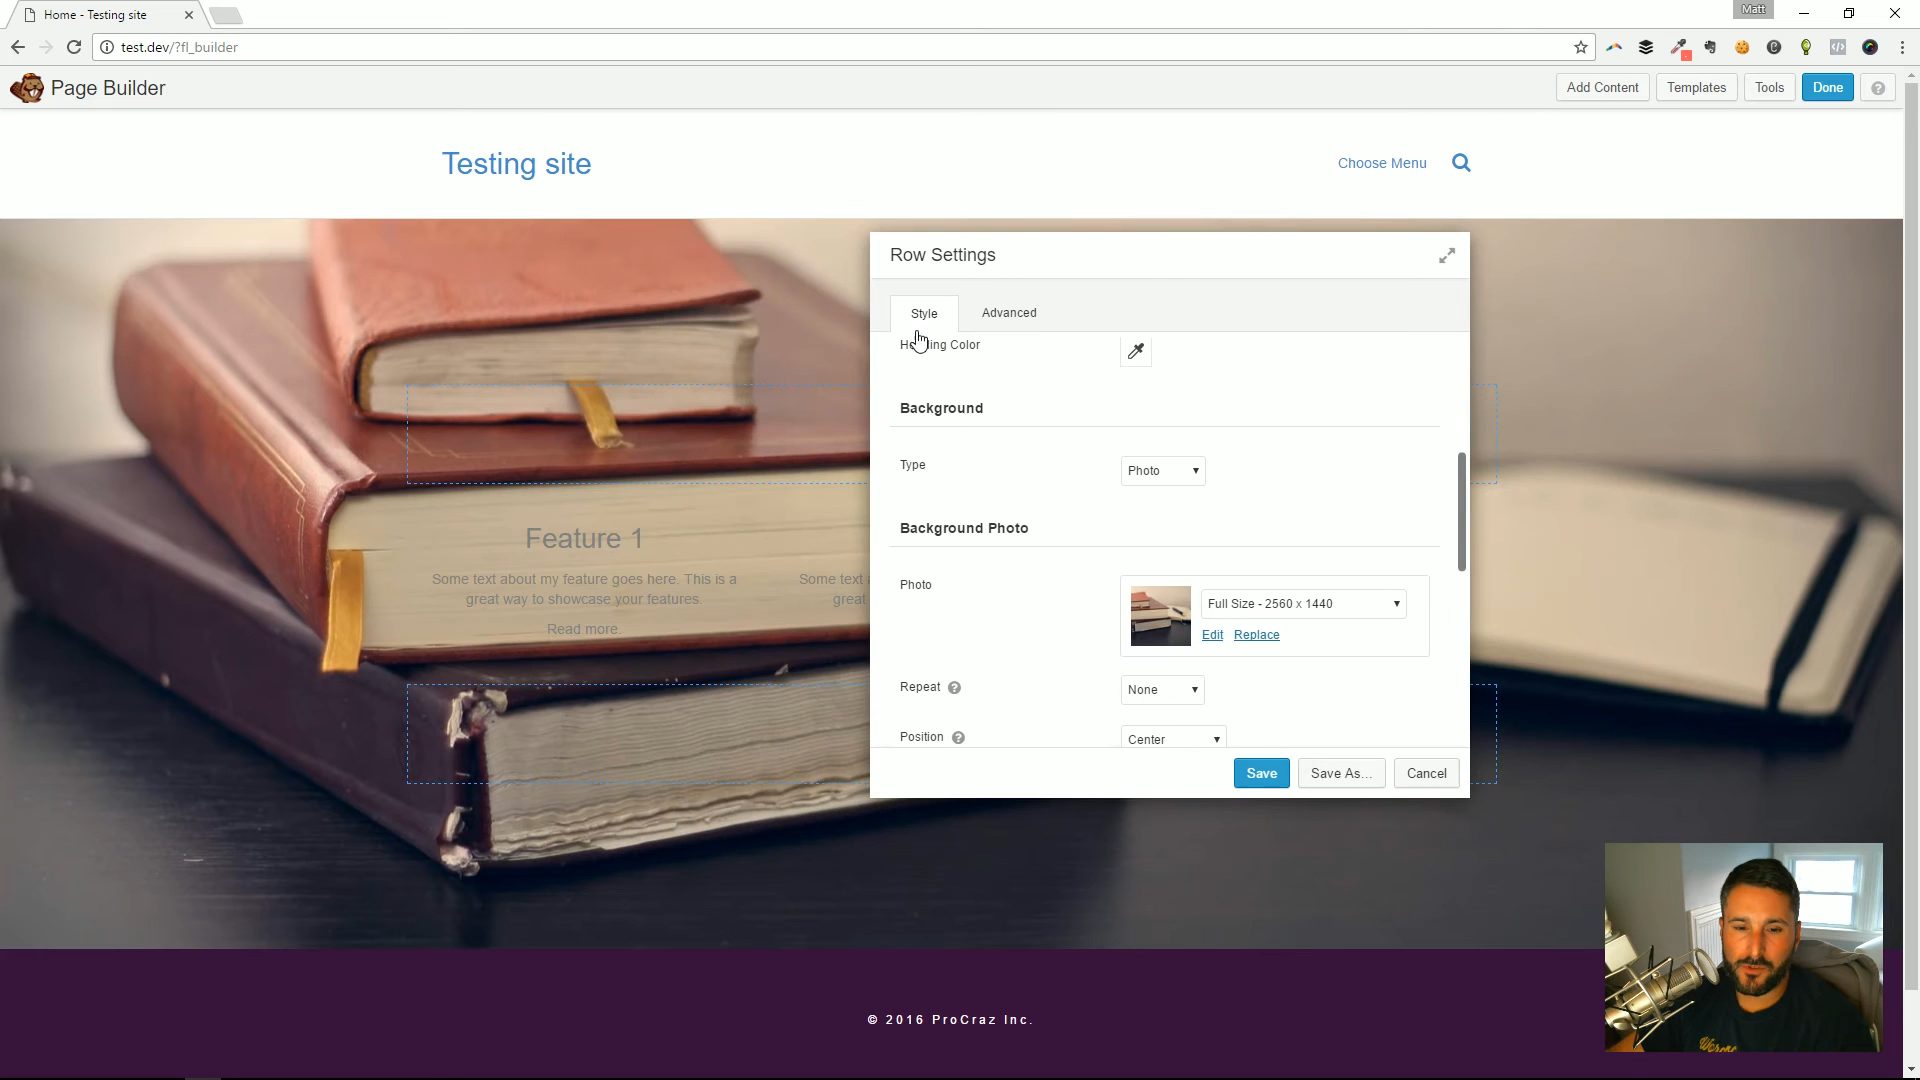 Home - Testing site
Matt
test.dev/?fl_builder
Page Builder
Add Content
Templates
Tools
Done
Testing site
Choose Menu
Row Settings
Style
Advanced
Heading Color
Background
Type
Photo
Background Photo
Photo
Full Size - 2560 x 1440
Edit Replace
Repeat
None
Position
Center
Save
Save As...
Cancel
Feature 1
Some text about my feature goes here. This is a
great way to showcase your features.
Read more.
Some text
great
© 2016 ProCraz Inc.